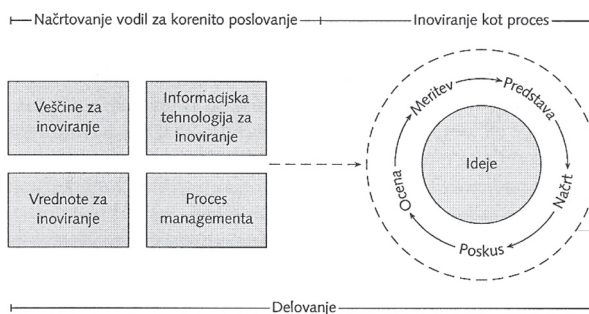 Načrtovanje vodil za korenito poslovanje
Inoviranje kot proces
Veščine za
inoviranje
Informacijska
tehnologija za
inoviranje
Vrednote za
inoviranje
Proces
managementa
Meritev
Predstava
Načrt
Poskus
Ocena
Ideje
Delovanje